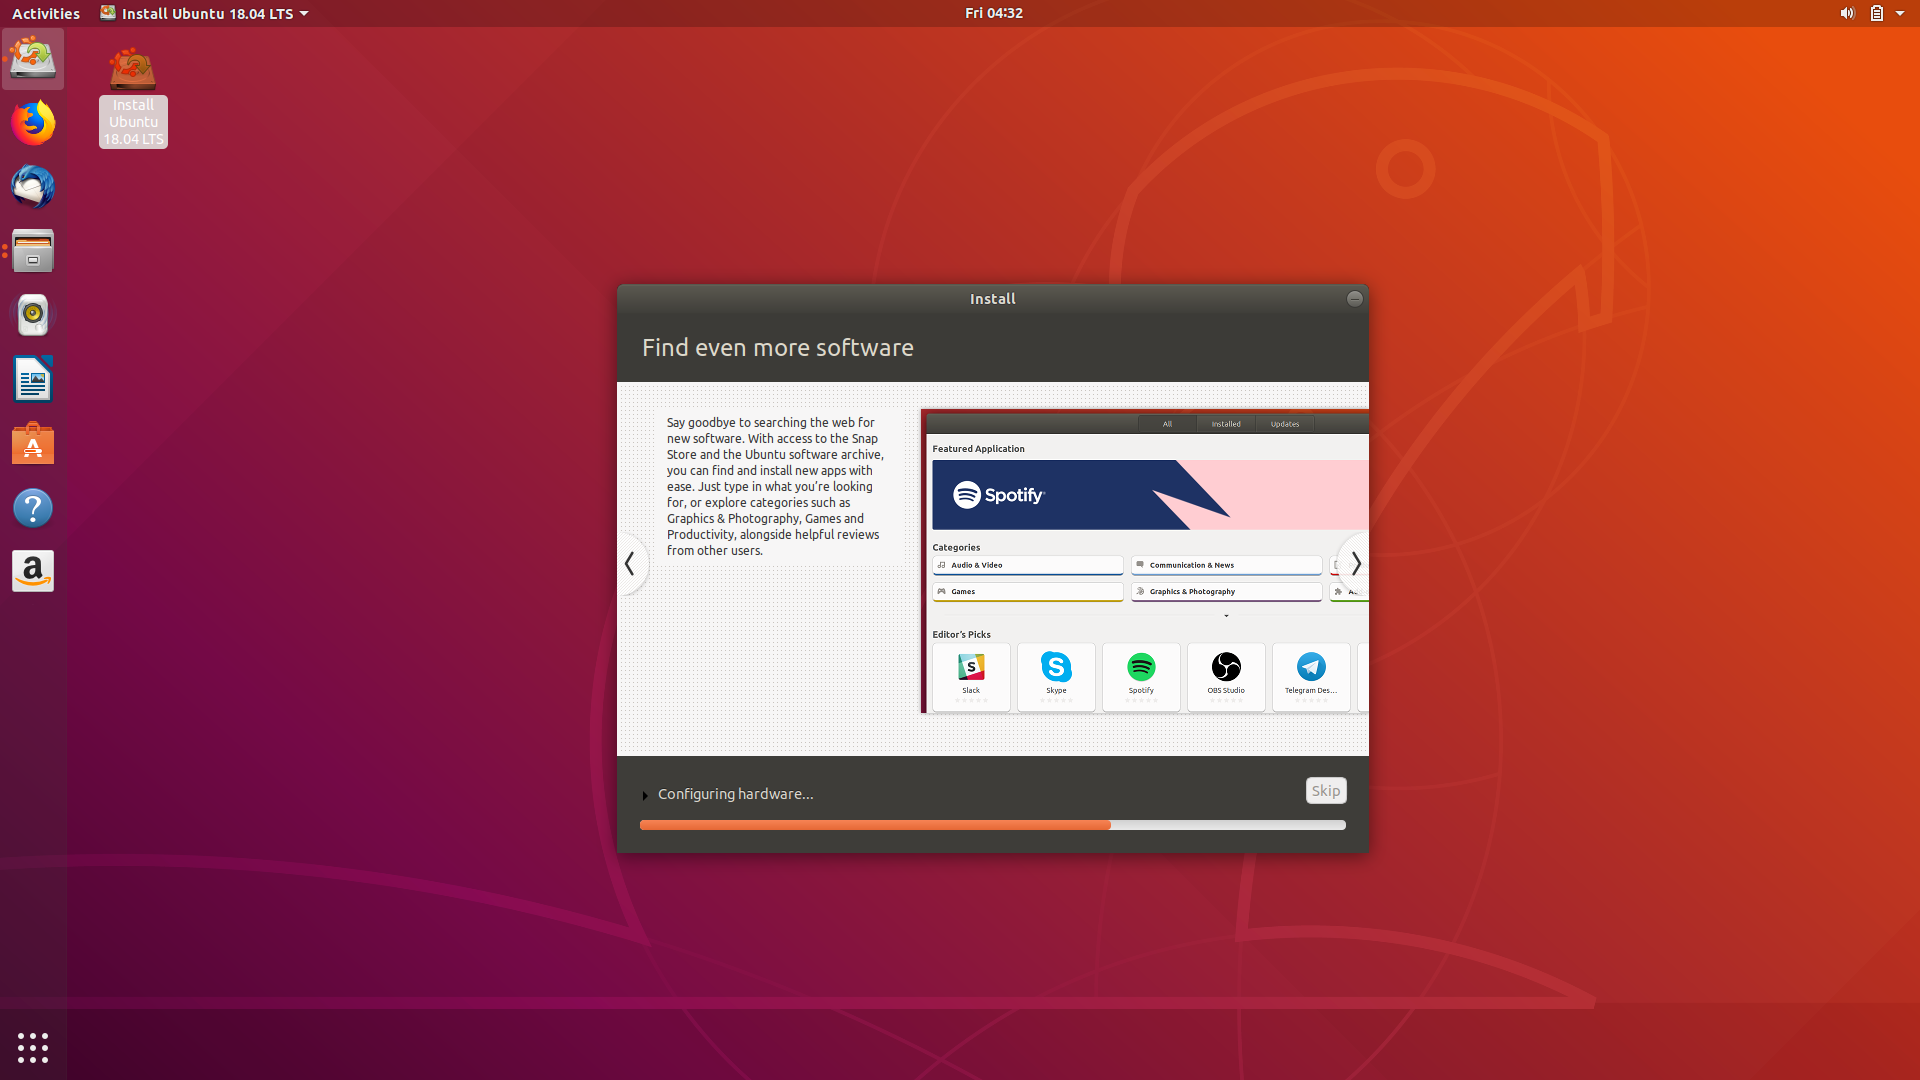 Activities
Install Ubuntu 18.04 LTS
Fri 04:32
Install
Ubuntu
18.04 LTS
Install
Find even more software
Say goodbye to searching the web for
new software. With access to the Snap
Store and the Ubuntu software archive,
you can find and install new apps with
ease. Just type in what you’re looking
for, or explore categories such as
Graphics & Photography, Games and
Productivity, alongside helpful reviews
from other users.
All
Installed
Updates
Featured Application
Spotify
Categories
Audio & Video
Communication & News
Games
Graphics & Photography
Editor’s Picks
Slack
Skype
Spotify
OBS Studio
Telegram Des...
Configuring hardware...
Skip